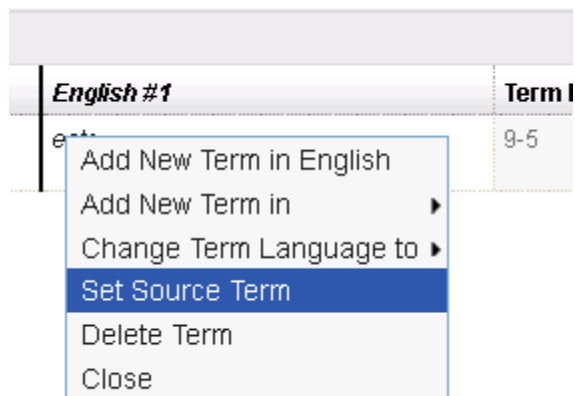 English #1 Term
9-5
Add New Term in English
Add New Term in
Change Term Language to
Set Source Term
Delete Term
Close